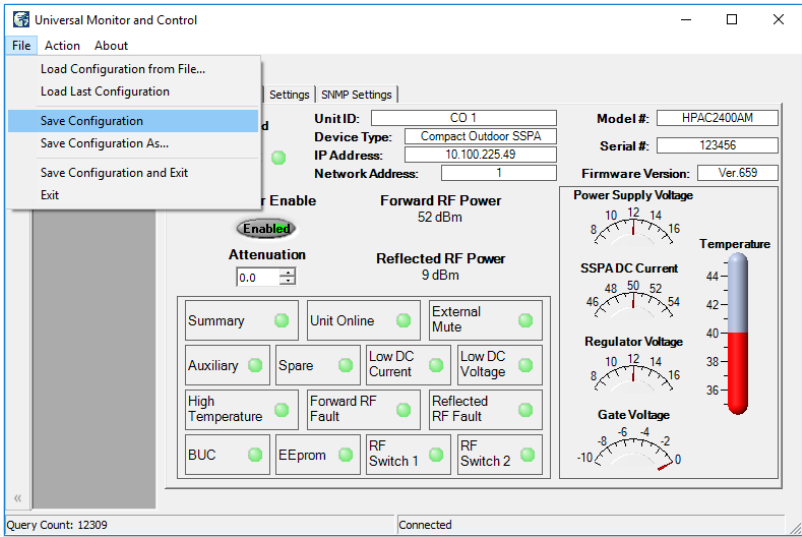 Universal Monitor and Control
File Action About
Load Configuration from File...
Load Last Configuration
Save Configuration
Save Configuration As...
Save Configuration and Exit
Exit
Settings SNMP Settings
Unit ID: CO 1
Device Type: Compact Outdoor SSPA
IP Address: 10.100.225.49
Network Address: 1
Model #: HPAC2400AM
Serial #: 123456
Firmware Version: Ver.659
Enable
Enabled
Attenuation
0.0
Forward RF Power
52 dBm
Reflected RF Power
9 dBm
Summary
Unit Online
External
Mute
Auxiliary
Spare
Low DC
Current
Low DC
Voltage
High
Temperature
Forward RF
Fault
Reflected
RF Fault
BUC
EEprom
RF
Switch 1
RF
Switch 2
Power Supply Voltage
8 10 12 14 16
SSPA DC Current
46 48 50 52 54
Regulator Voltage
8 10 12 14 16
Gate Voltage
-10 -8 -6 -4 -2 0
Temperature
44
42
40
38
36
«
Query Count: 12309
Connected